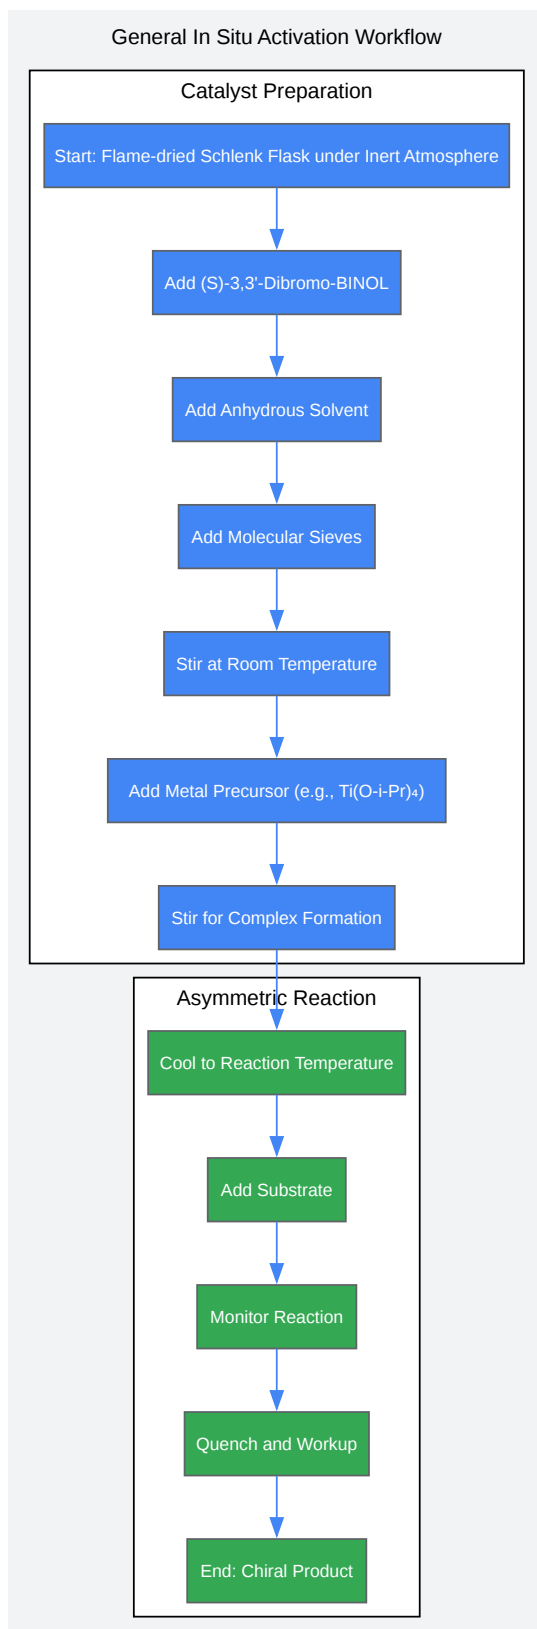 General In Situ Activation Workflow
Catalyst Preparation
Start: Flame-dried Schlenk Flask under Inert Atmosphere
Add (S)-3,3'-Dibromo-BINOL
Add Anhydrous Solvent
Add Molecular Sieves
Stir at Room Temperature
Add Metal Precursor (e.g., Ti(O-i-Pr)₄)
Stir for Complex Formation
Asymmetric Reaction
Cool to Reaction Temperature
Add Substrate
Monitor Reaction
Quench and Workup
End: Chiral Product